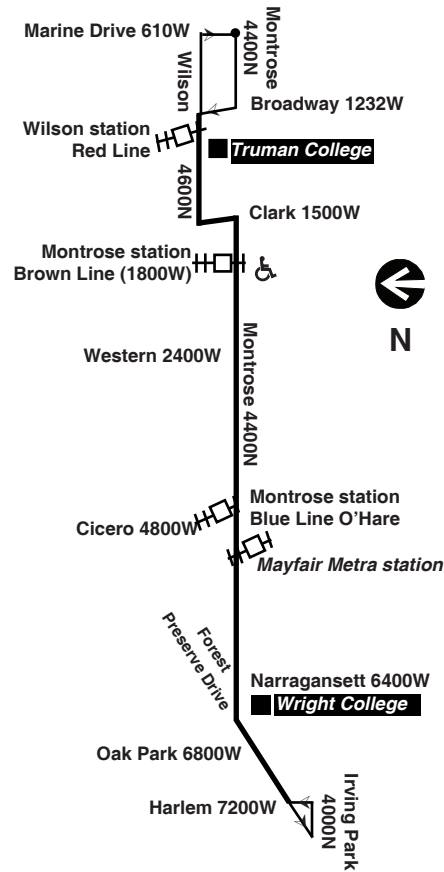 Marine Drive 610W
Montrose
4400N
Wilson
Broadway 1232W
Wilson station
Red Line
Truman College
4600N
Clark 1500W
Montrose station
Brown Line (1800W)
N
Western 2400W
Montrose 4400N
Montrose station
Blue Line O'Hare
Cicero 4800W
Mayfair Metra station
Forest
Preserve Drive
Narragansett 6400W
Wright College
Oak Park 6800W
Harlem 7200W
Irving Park
4000N